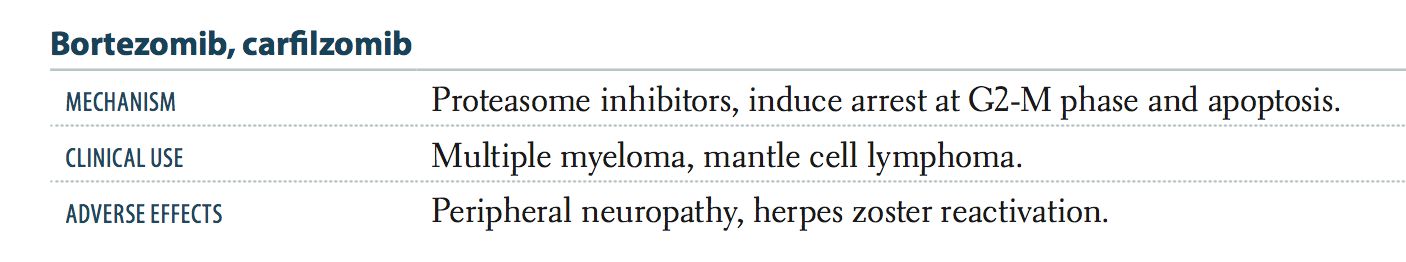 Bortezomib, carfilzomib
MECHANISM Proteasome inhibitors, induce arrest at G2-M phase and apoptosis.
CLINICAL USE Multiple myeloma, mantle cell lymphoma.
ADVERSE EFFECTS Peripheral neuropathy, herpes zoster reactivation.